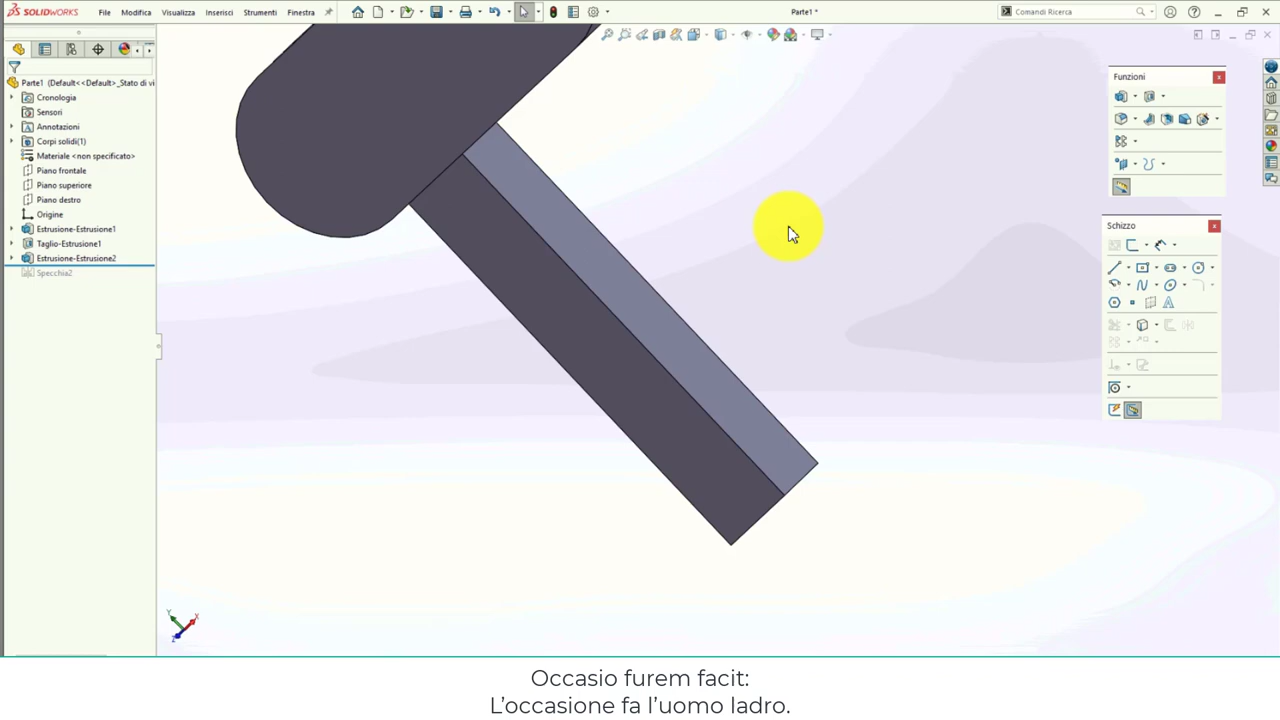 SOLIDWORKS File Modifica Visualizza Inserisci Strumenti Finestra Parte1 * Comandi Ricerca
Parte1 (Default<<Default>_Stato di vi
Cronologia
Sensori
Annotazioni
Corpi solidi(1)
Materiale <non specificato>
Piano frontale
Piano superiore
Piano destro
Origine
Estrusione-Estrusione1
Taglio-Estrusione1
Estrusione-Estrusione2
Specchia2
Funzioni
Schizzo
Y X Z
Occasio furem facit:
L’occasione fa l’uomo ladro.